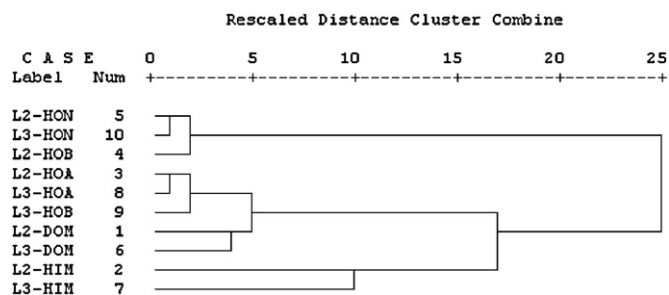 Rescaled Distance Cluster Combine
C A S E 0 5 10 15 20 25
Label Num +---------+---------+---------+---------+---------+
L2-HON 5
L3-HON 10
L2-HOB 4
L2-HOA 3
L3-HOA 8
L3-HOB 9
L2-DOM 1
L3-DOM 6
L2-HIM 2
L3-HIM 7